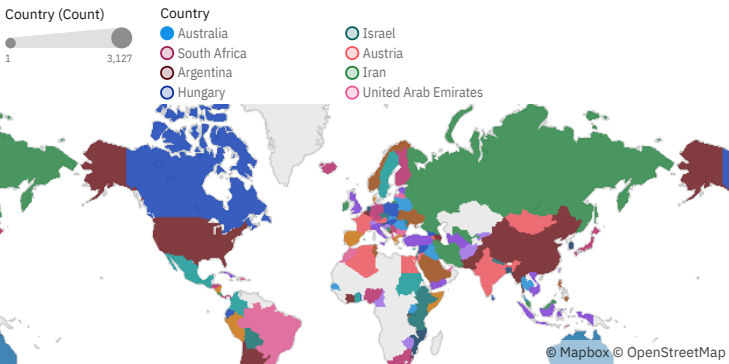 Country (Count)
1
3,127
Country
Australia
South Africa
Argentina
Hungary
Israel
Austria
Iran
United Arab Emirates
© Mapbox © OpenStreetMap